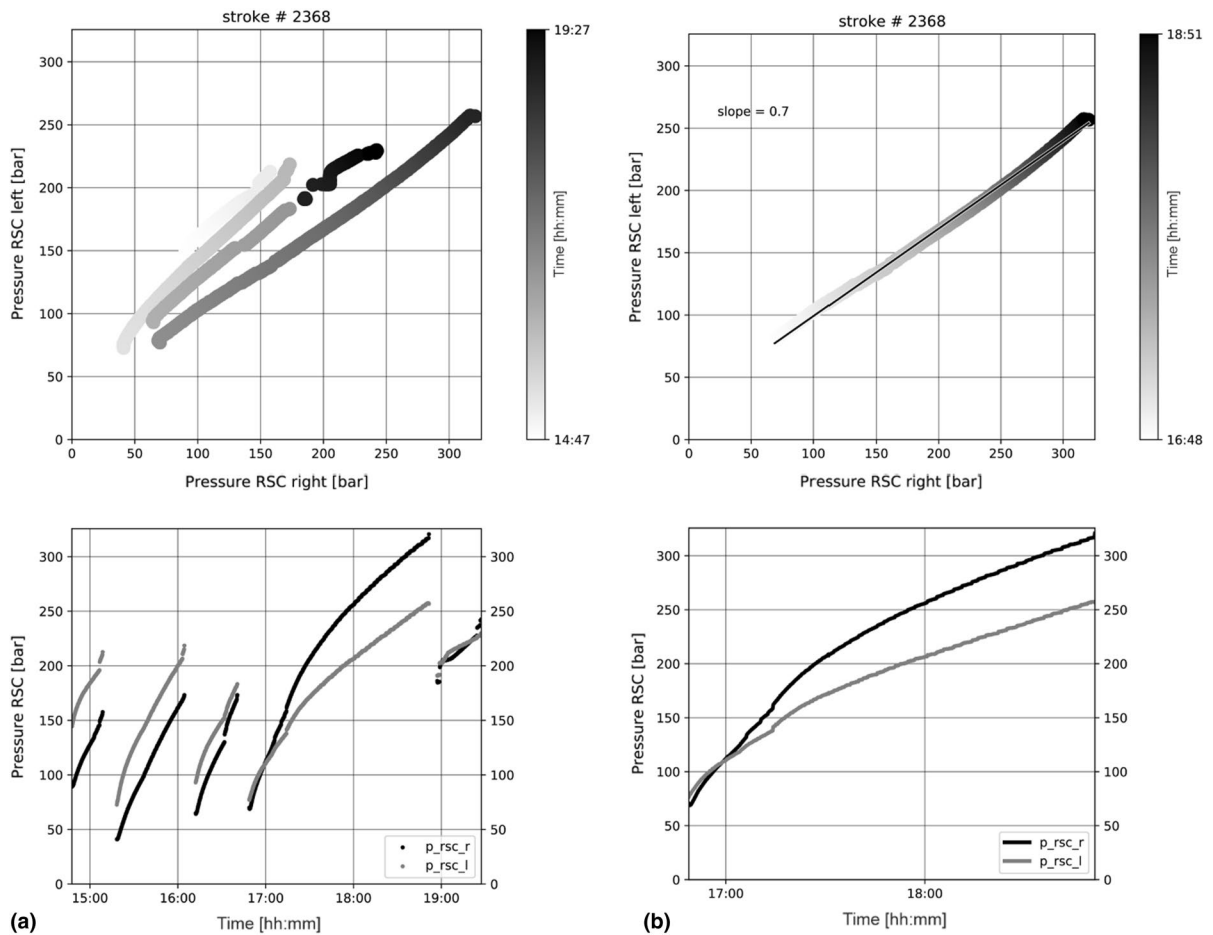 stroke # 2368
19:27
300
250
200
150
100
50
0
Pressure RSC left [bar]
Time [hh:mm]
14:47
0 50 100 150 200 250 300
Pressure RSC right [bar]
stroke # 2368
18:51
300
250
200
150
100
50
0
slope = 0.7
Pressure RSC left [bar]
Time [hh:mm]
16:48
0 50 100 150 200 250 300
Pressure RSC right [bar]
300
250
200
150
100
50
0
Pressure RSC [bar]
300
250
200
150
100
50
0
p_rsc_r
p_rsc_l
15:00 16:00 17:00 18:00 19:00
(a)
Time [hh:mm]
300
250
200
150
100
50
0
Pressure RSC [bar]
300
250
200
150
100
50
0
p_rsc_r
p_rsc_l
17:00 18:00
(b)
Time [hh:mm]